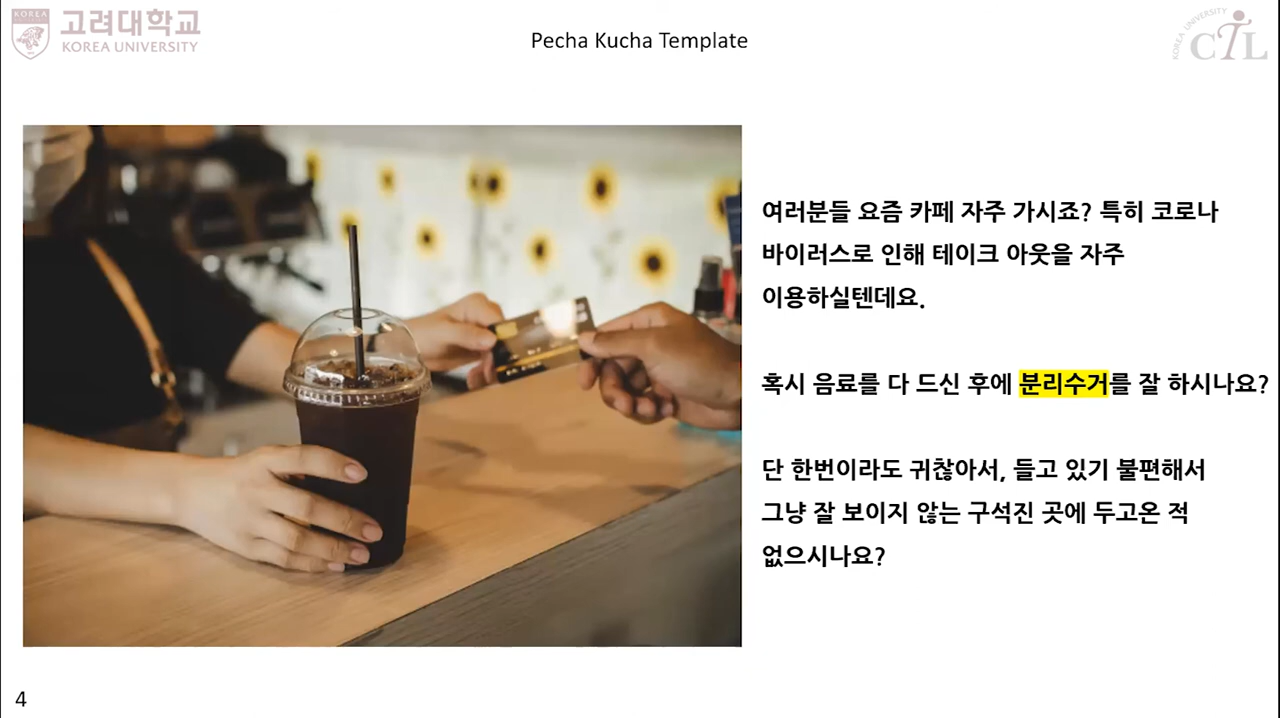 KOREA
고려대학교
KOREA UNIVERSITY
Pecha Kucha Template
KOREA UNIVERSITY
CTL
여러분들 요즘 카페 자주 가시죠? 특히 코로나
바이러스로 인해 테이크 아웃을 자주
이용하실텐데요.
혹시 음료를 다 드신 후에 분리수거를 잘 하시나요?
단 한번이라도 귀찮아서, 들고 있기 불편해서
그냥 잘 보이지 않는 구석진 곳에 두고온 적
없으시나요?
4